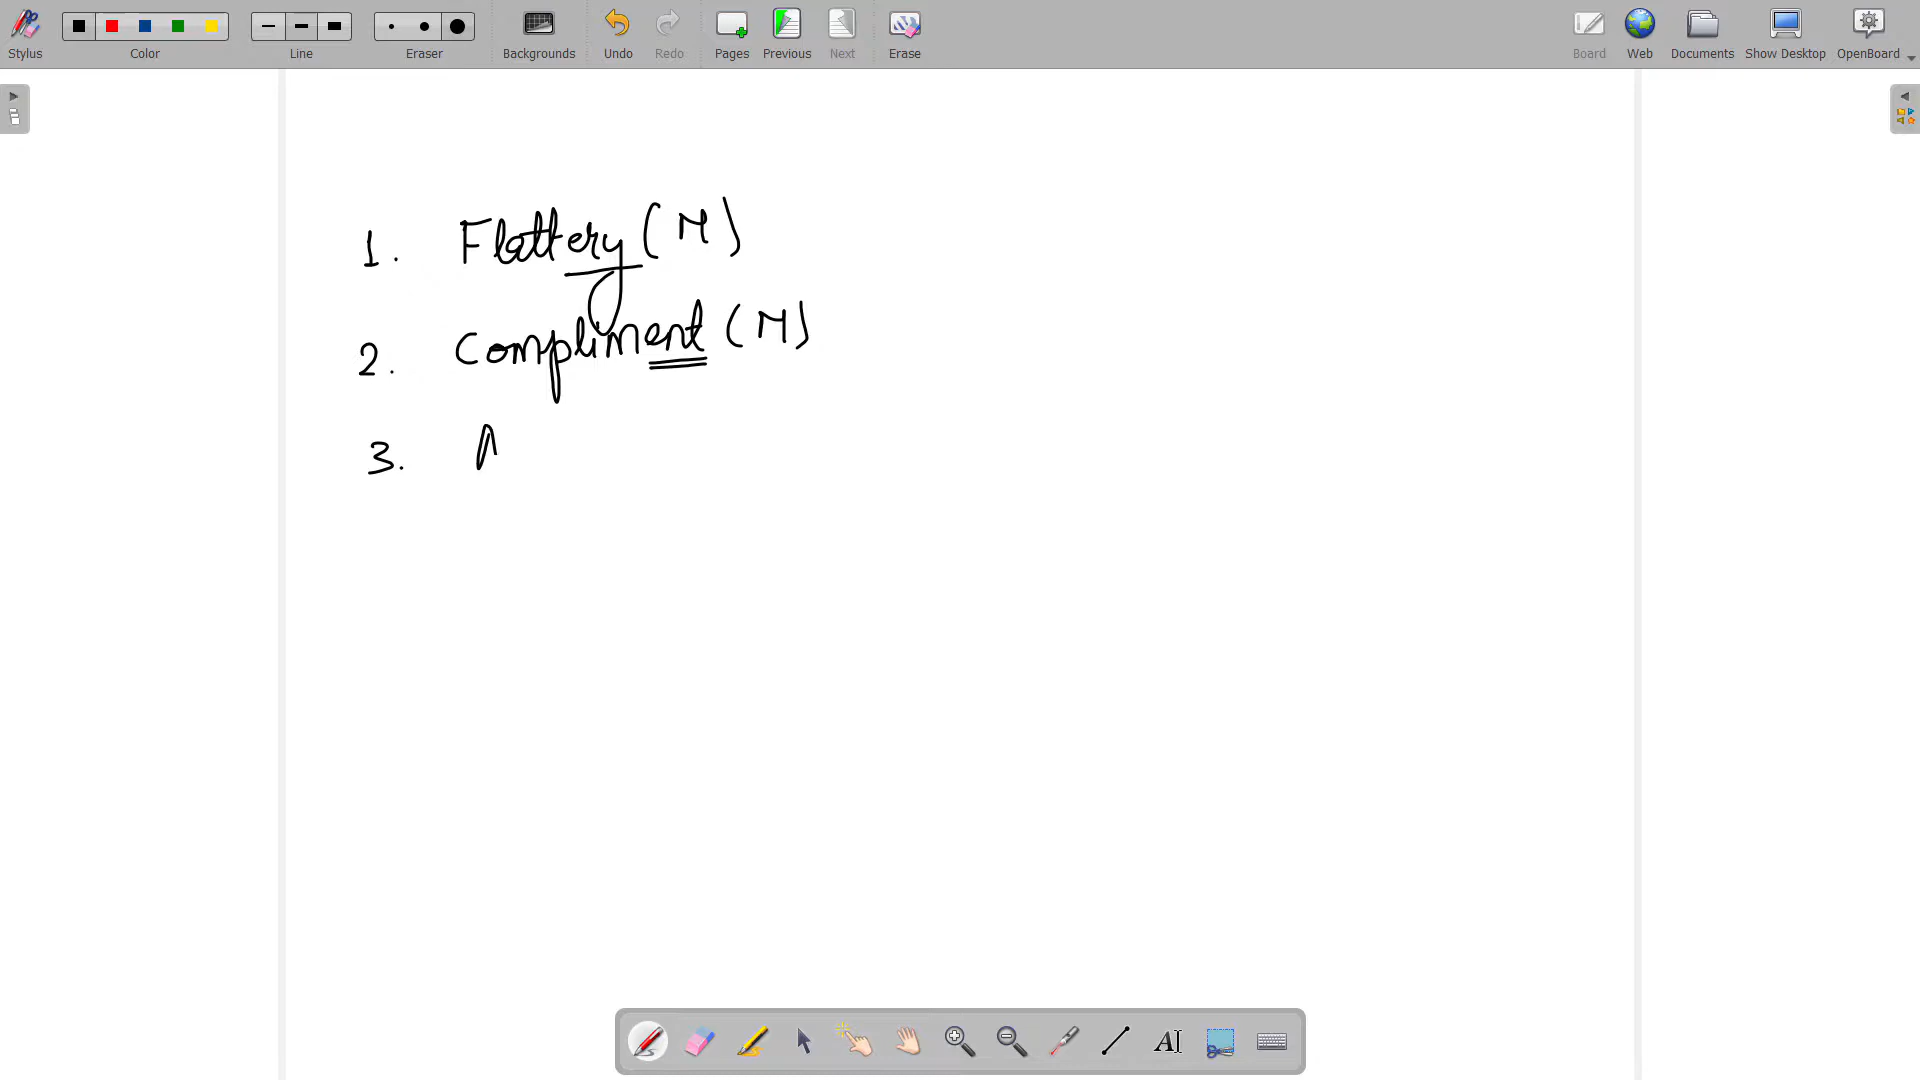 Stylus Color Line Eraser Backgrounds Undo Redo Pages Previous Next Erase Board Web Documents Show Desktop OpenBoard
1. Flattery (N)
2. Compliment (N)
3.